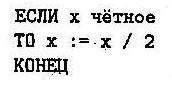 ЕСЛИ x чётное
ТО x := x / 2
КОНЕЦ